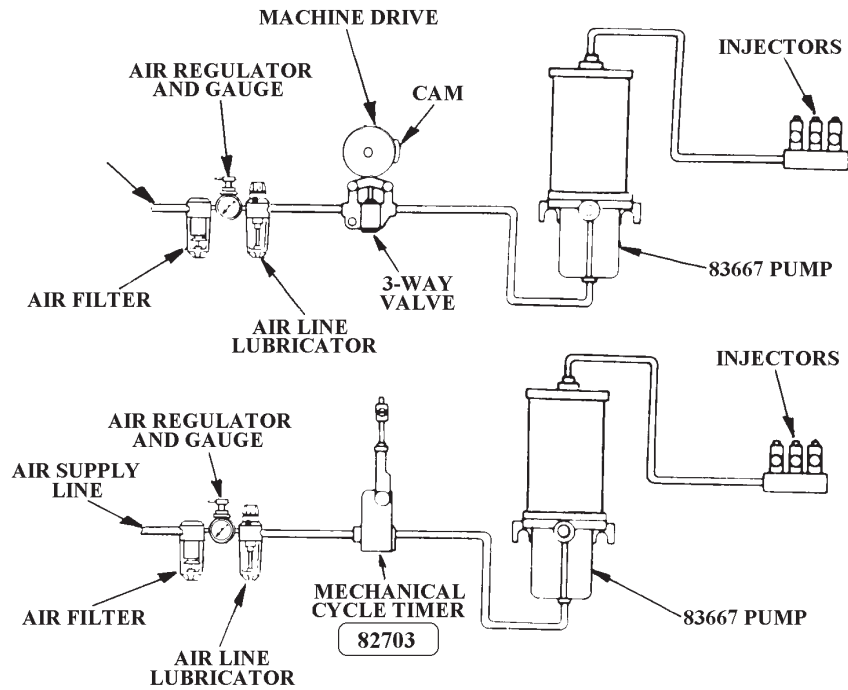 MACHINE DRIVE
AIR REGULATOR
AND GAUGE
CAM
INJECTORS
AIR FILTER
3-WAY
VALVE
83667 PUMP
AIR LINE
LUBRICATOR
INJECTORS
AIR REGULATOR
AND GAUGE
AIR SUPPLY
LINE
AIR FILTER
MECHANICAL
CYCLE TIMER
82703
83667 PUMP
AIR LINE
LUBRICATOR